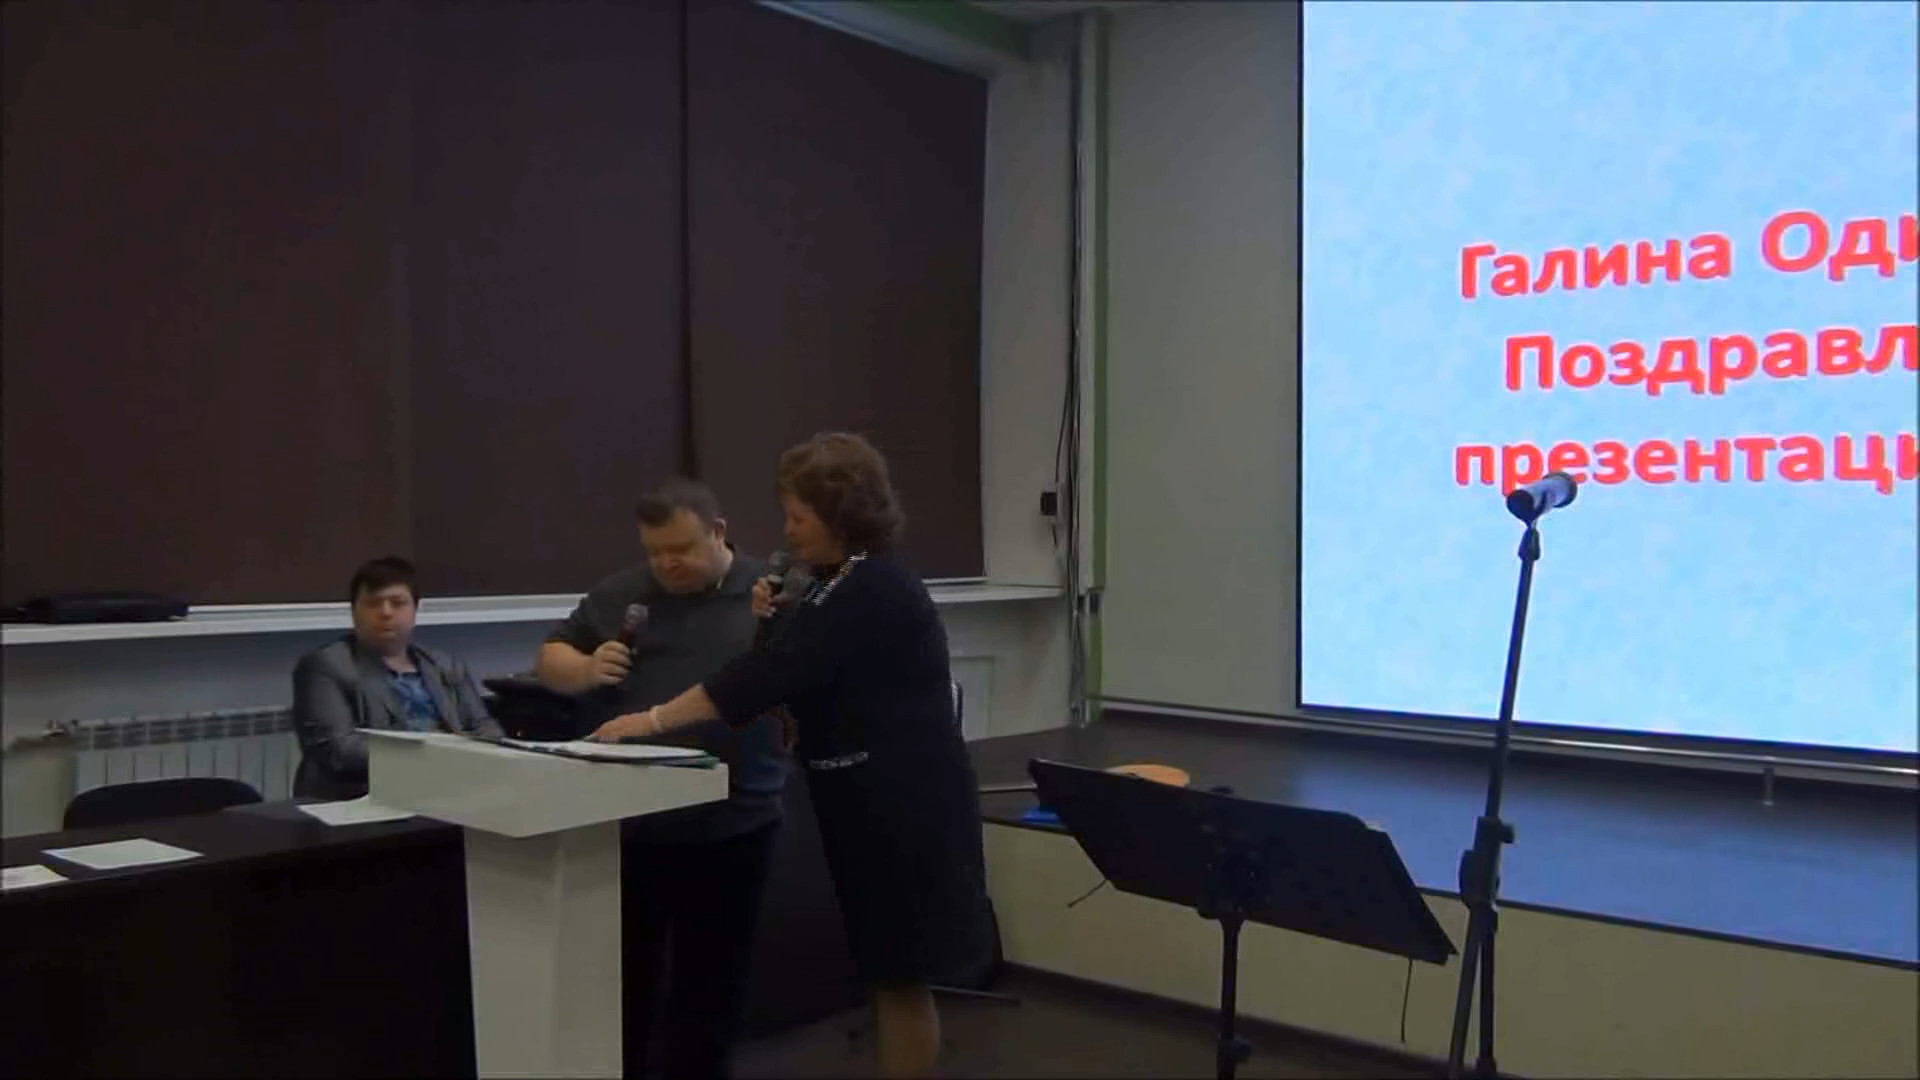 Галина Оди
Поздравл
презентаци